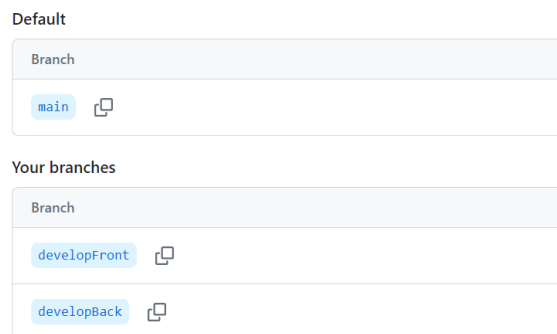 Default
Branch
main
Your branches
Branch
developFront
developBack